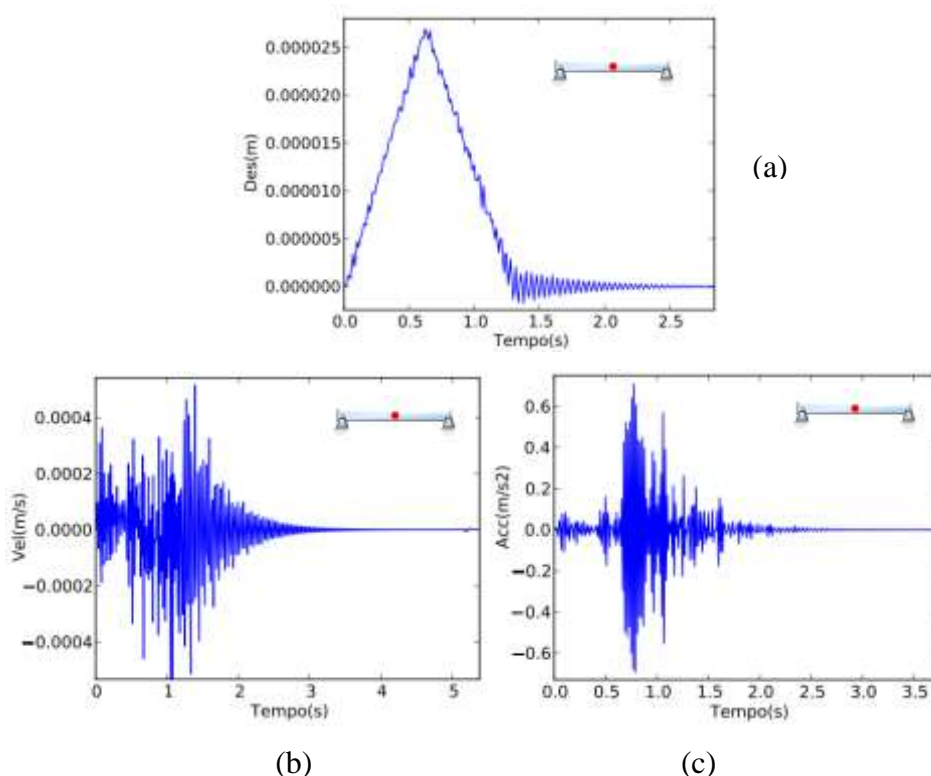 0.000025
0.000020
0.000015
0.000010
0.000005
0.000000
Des(m)
0.0 0.5 1.0 1.5 2.0 2.5
Tempo(s)
(a)
0.0004
0.0002
0.0000
−0.0002
−0.0004
Vel(m/s)
0 1 2 3 4 5
Tempo(s)
(b)
0.6
0.4
0.2
0.0
−0.2
−0.4
−0.6
Acc(m/s2)
0.0 0.5 1.0 1.5 2.0 2.5 3.0 3.5
Tempo(s)
(c)